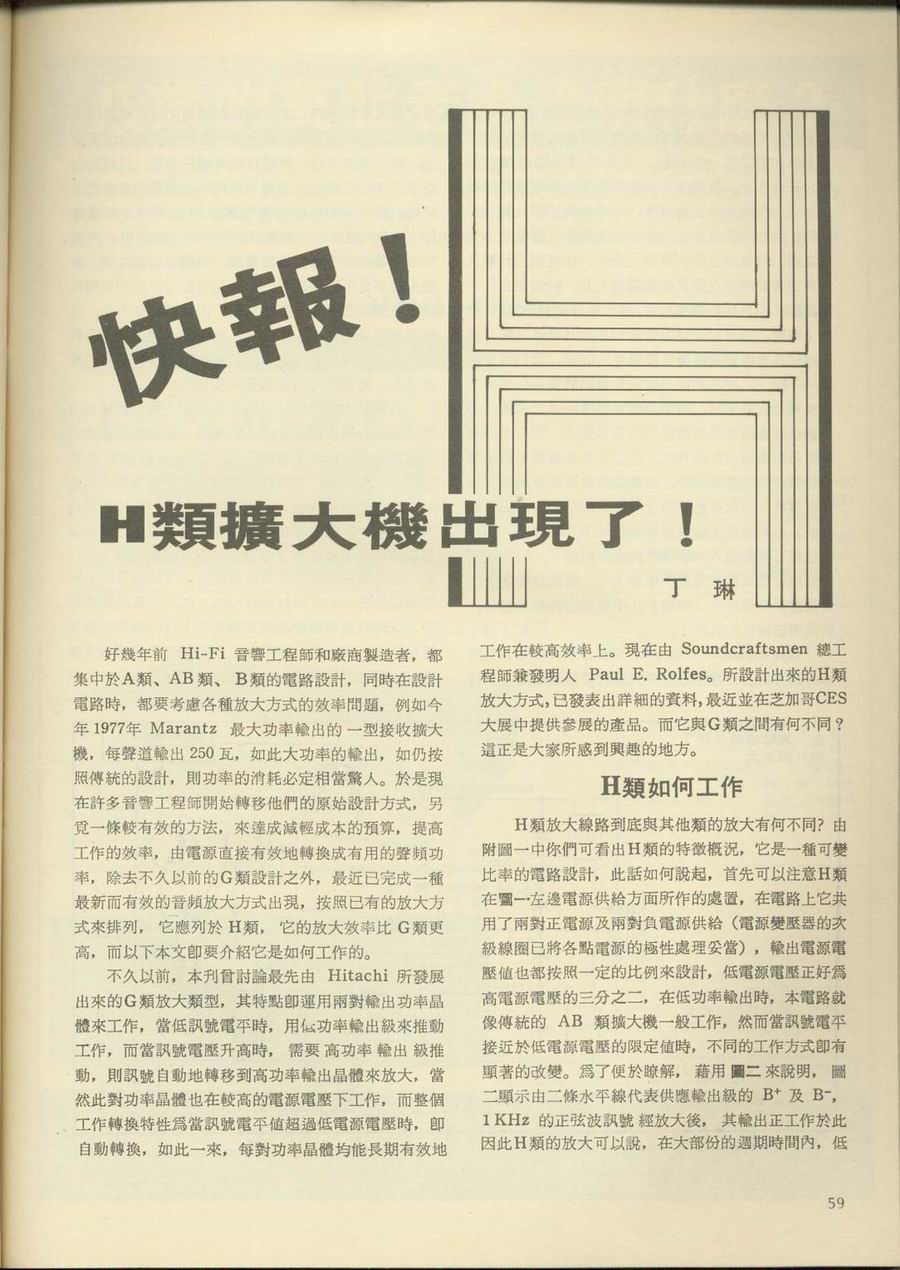 快報！
H類擴大機出現了！
丁 琳
好幾年前 Hi-Fi 音響工程師和廠商製造者，都
集中於A類、AB類、B類的電路設計，同時在設計
電路時，都要考慮各種放大方式的效率問題，例如今
年1977年 Marantz 最大功率輸出的一型接收擴大
機，每聲道輸出 250 瓦，如此大功率的輸出，如仍按
照傳統的設計，則功率的消耗必定相當驚人。於是現
在許多音響工程師開始轉移他們的原始設計方式，另
覓一條較有效的方法，來達成減輕成本的預算，提高
工作的效率，由電源直接有效地轉換成有用的聲頻功
率，除去不久以前的G類設計之外，最近已完成一種
最新而有效的音頻放大方式出現，按照已有的放大方
式來排列， 它應列於 H類， 它的放大效率比 G類更
高，而以下本文卽要介紹它是如何工作的。
不久以前，本刋曾討論最先由 Hitachi 所發展
出來的G類放大類型，其特點卽運用兩對輸出功率晶
體來工作，當低訊號電平時，用低功率輸出級來推動
工作，而當訊號電壓升高時， 需要 高功率 輸出 級推
動，則訊號自動地轉移到高功率輸出晶體來放大，當
然此對功率晶體也在較高的電源電壓下工作，而整個
工作轉換特性爲當訊號電平值超過低電源電壓時，卽
自動轉換，如此一來，每對功率晶體均能長期有效地
工作在較高效率上。現在由 Soundcraftsmen 總工
程師兼發明人 Paul E. Rolfes。所設計出來的H類
放大方式，已發表出詳細的資料，最近並在芝加哥CES
大展中提供參展的產品。而它與G類之間有何不同？
這正是大家所感到興趣的地方。
H類如何工作
H類放大線路到底與其他類的放大有何不同？由
附圖一中你們可看出H類的特徵概況，它是一種可變
比率的電路設計，此話如何說起，首先可以注意H類
在圖一左邊電源供給方面所作的處置，在電路上它共
用了兩對正電源及兩對負電源供給（電源變壓器的次
級線圈已將各點電源的極性處理妥當），輸出電源電
壓値也都按照一定的比例來設計，低電源電壓正好爲
高電源電壓的三分之二，在低功率輸出時，本電路就
像傳統的 AB 類擴大機一般工作，然而當訊號電平
接近於低電源電壓的限定値時，不同的工作方式卽有
顯著的改變。爲了便於瞭解， 藉用 圖二 來說明， 圖
二顯示由二條水平線代表供應輸出級的 B⁺ 及 B⁻，
1KHz 的正弦波訊號 經放大後， 其輸出正工作於此
因此H類的放大可以說，在大部份的週期時間內，低
59